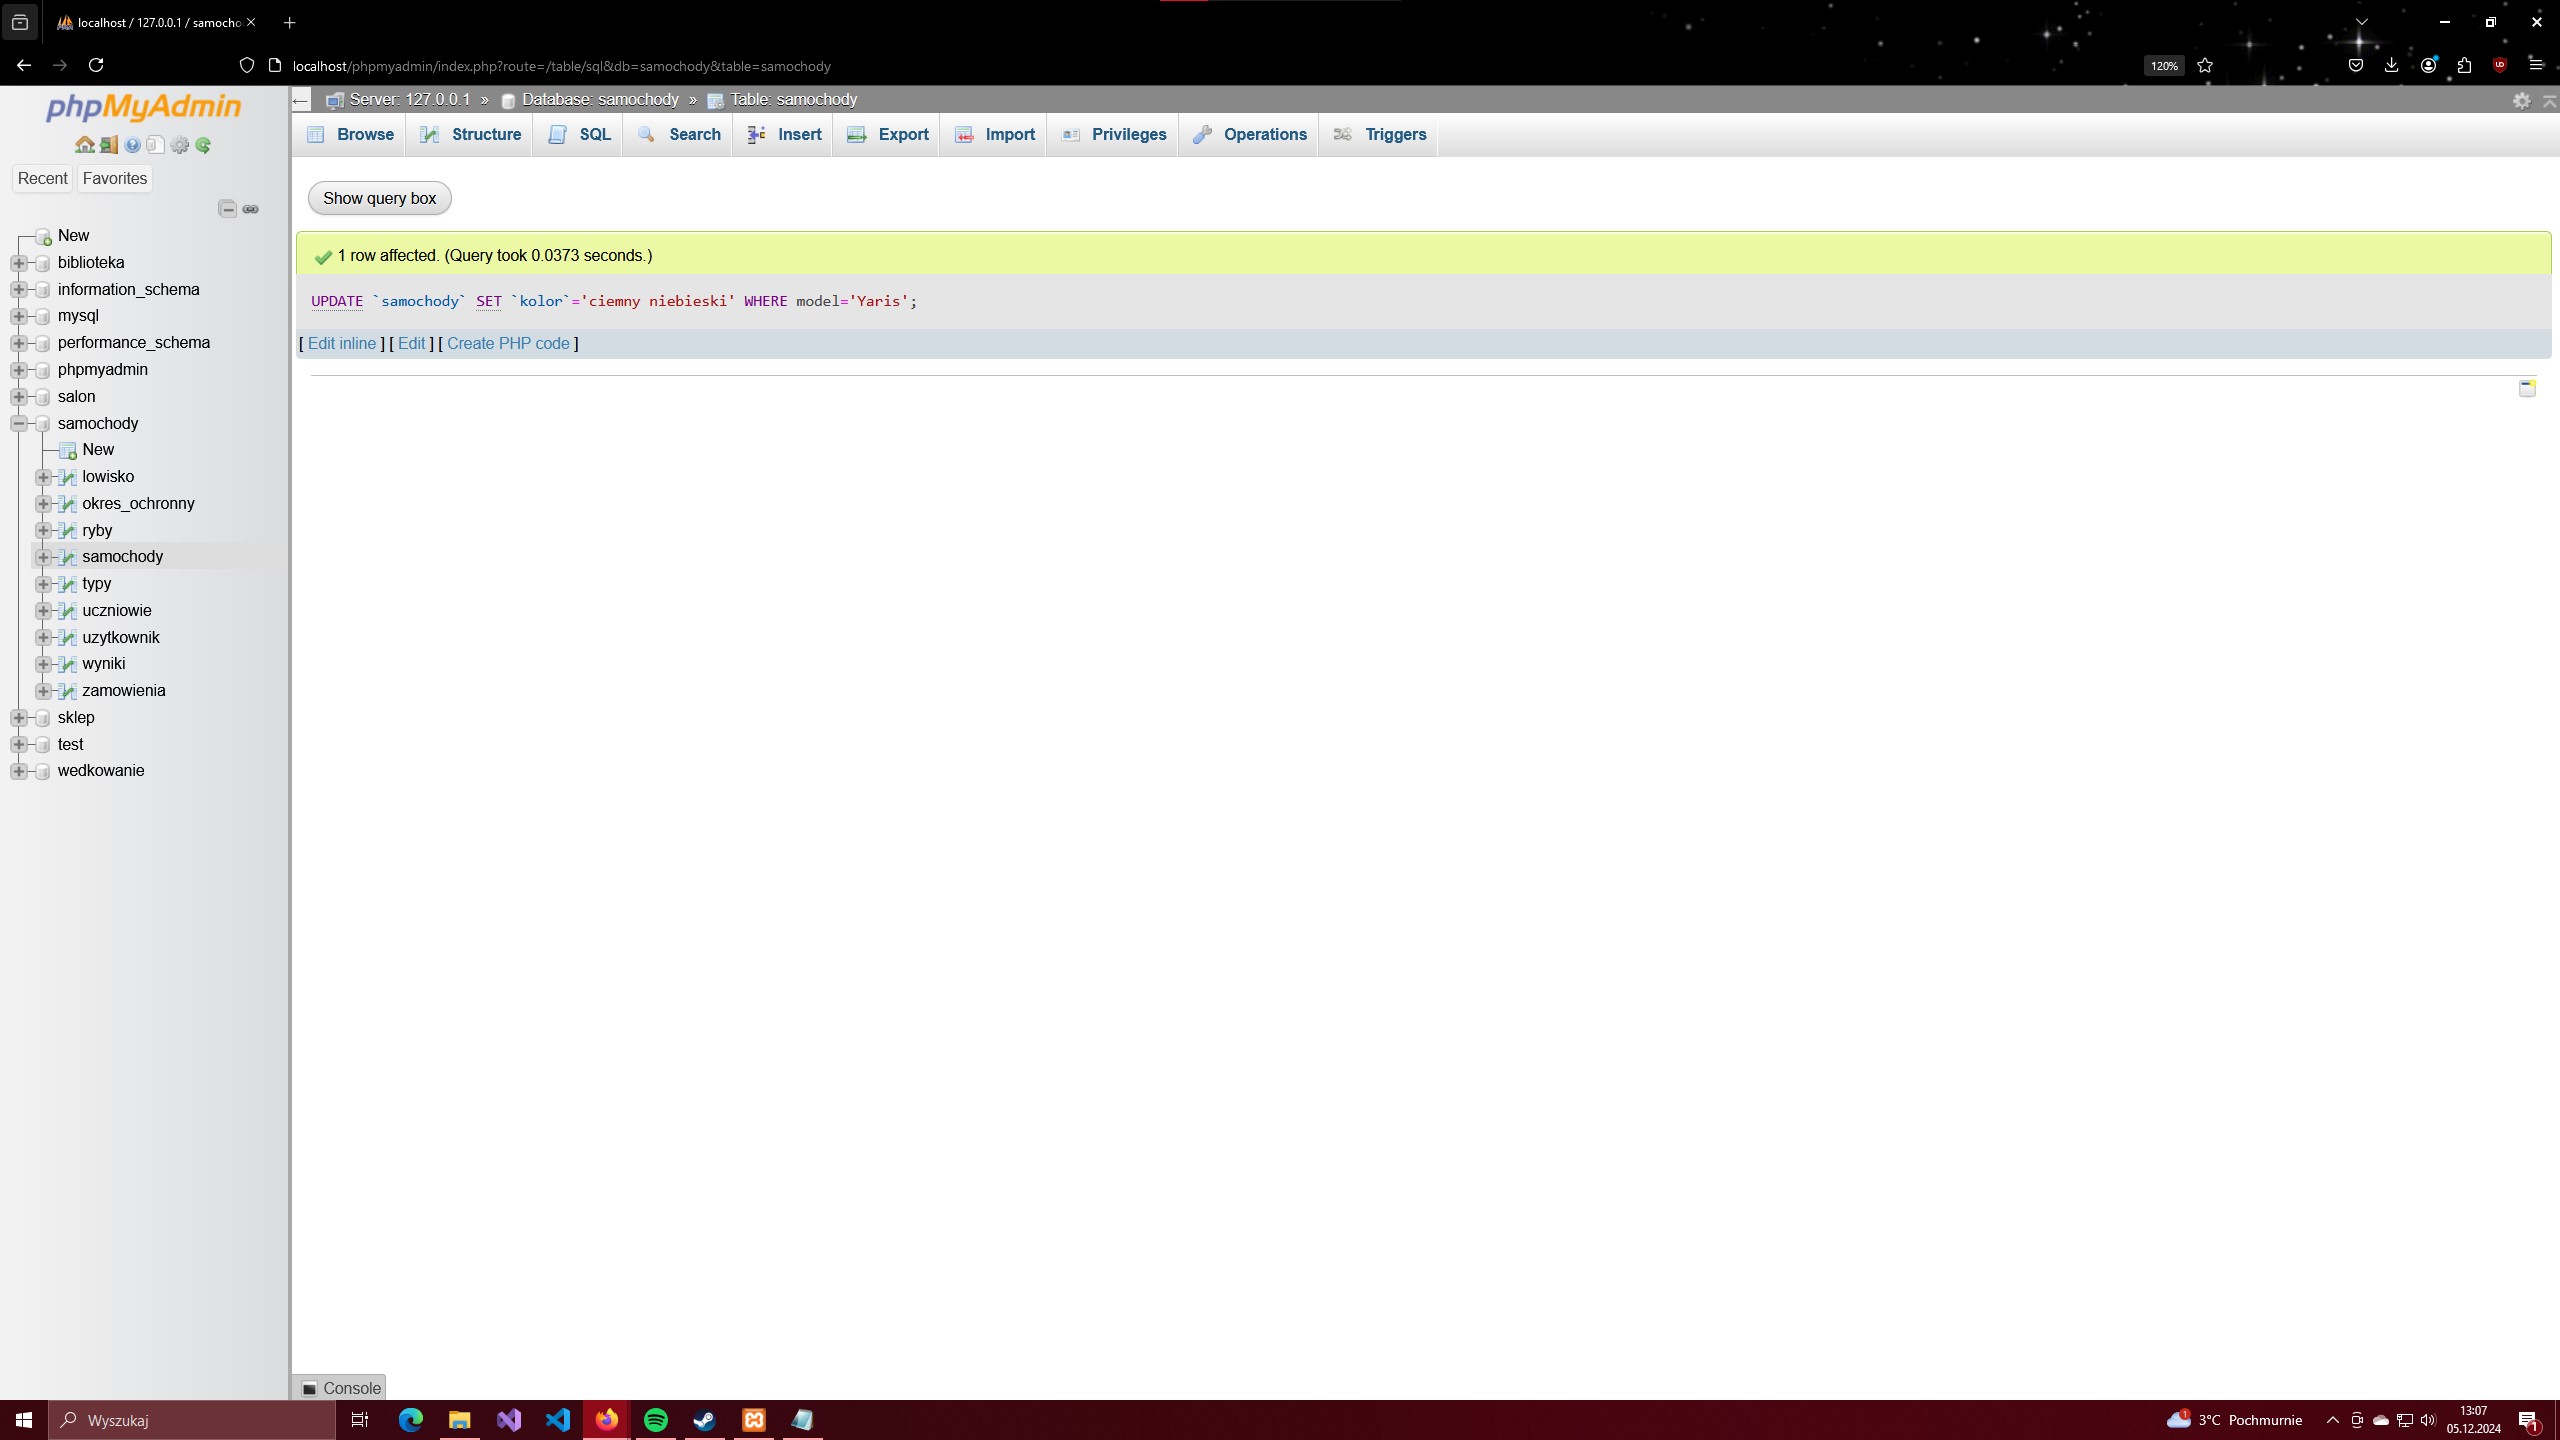 localhost / 127.0.0.1 / samocho
localhost/phpmyadmin/index.php?route=/table/sql&db=samochody&table=samochody
120%
phpMyAdmin
Recent
Favorites
New
biblioteka
information_schema
mysql
performance_schema
phpmyadmin
salon
samochody
New
lowisko
okres_ochronny
ryby
samochody
typy
uczniowie
uzytkownik
wyniki
zamowienia
sklep
test
wedkowanie
Server: 127.0.0.1 » Database: samochody » Table: samochody
Browse
Structure
SQL
Search
Insert
Export
Import
Privileges
Operations
Triggers
Show query box
1 row affected. (Query took 0.0373 seconds.)
UPDATE `samochody` SET `kolor`='ciemny niebieski' WHERE model='Yaris';
[ Edit inline ] [ Edit ] [ Create PHP code ]
Console
Wyszukaj
1
3°C Pochmurnie
13:07
05.12.2024
1